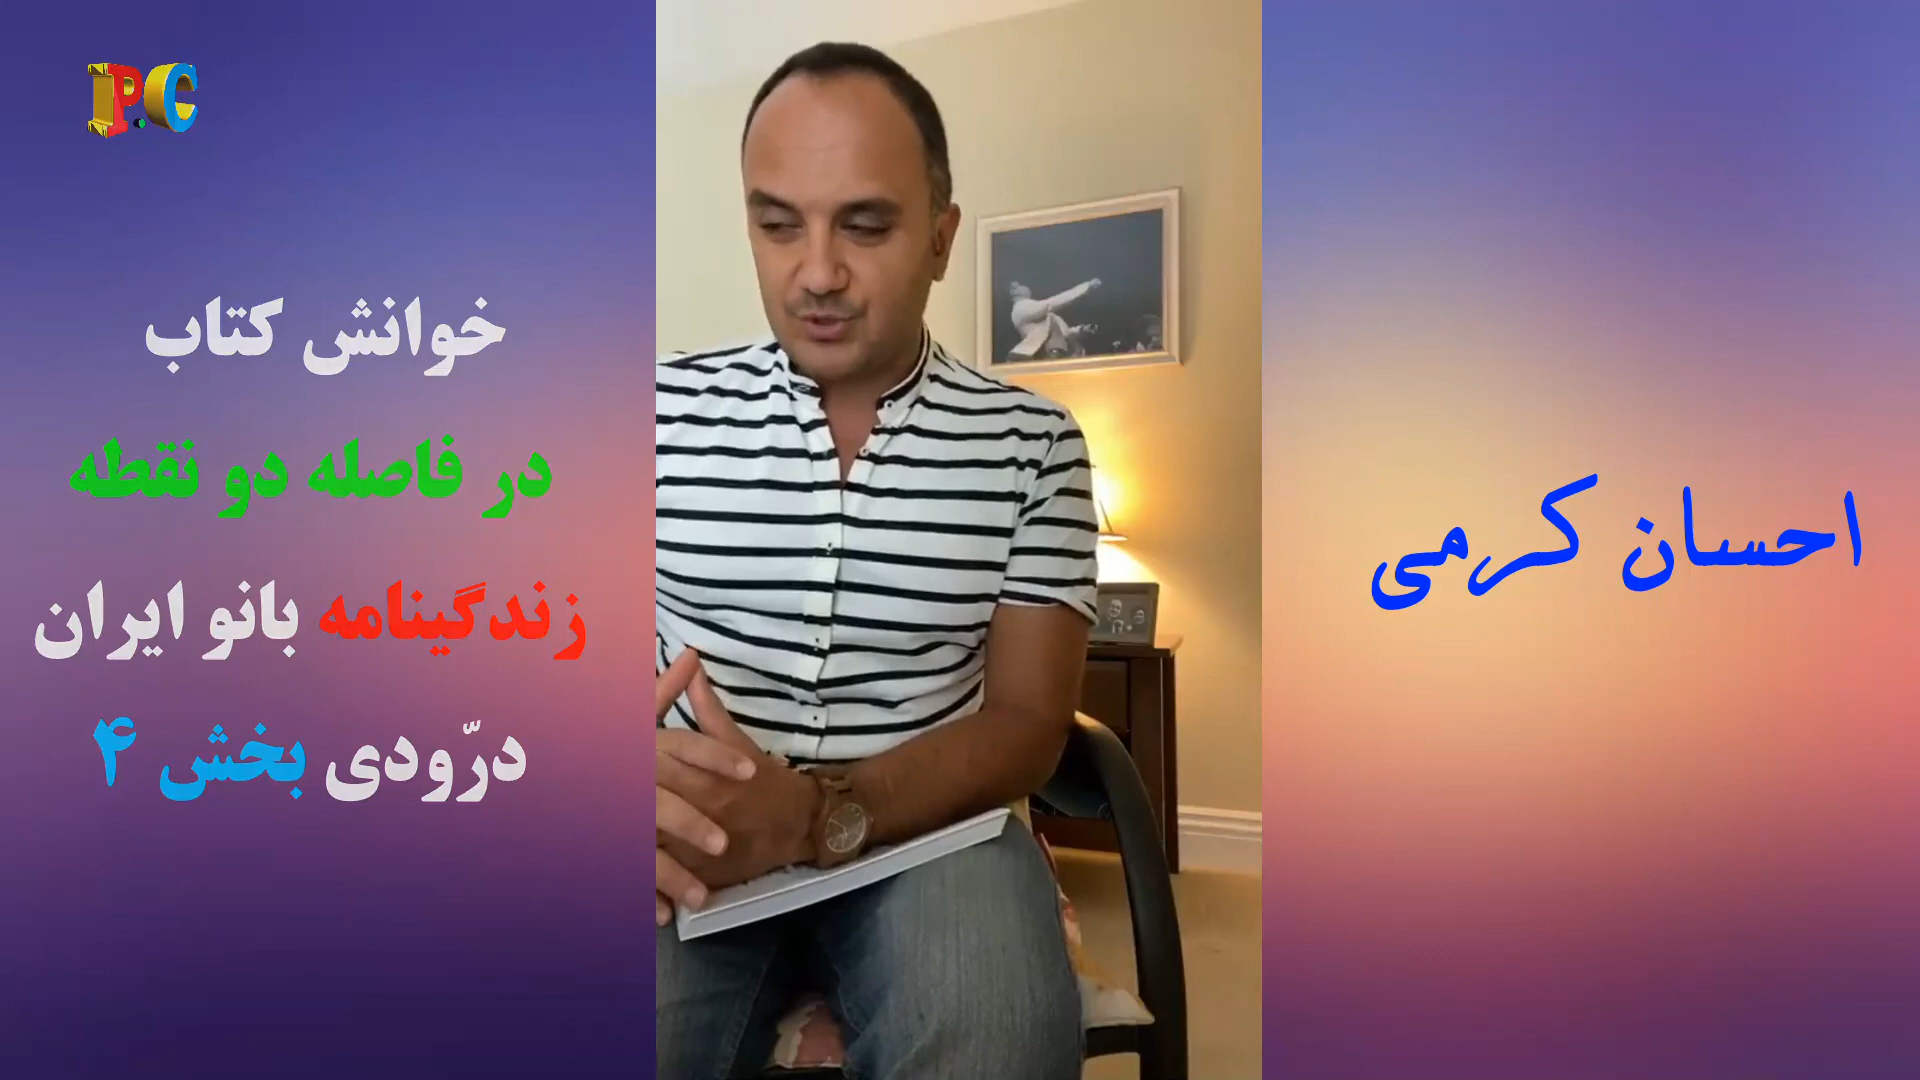 P.C
خوانش کتاب
در فاصله دو نقطه
زندگینامه بانو ایران
درّودی بخش ۴
احسان کرمی